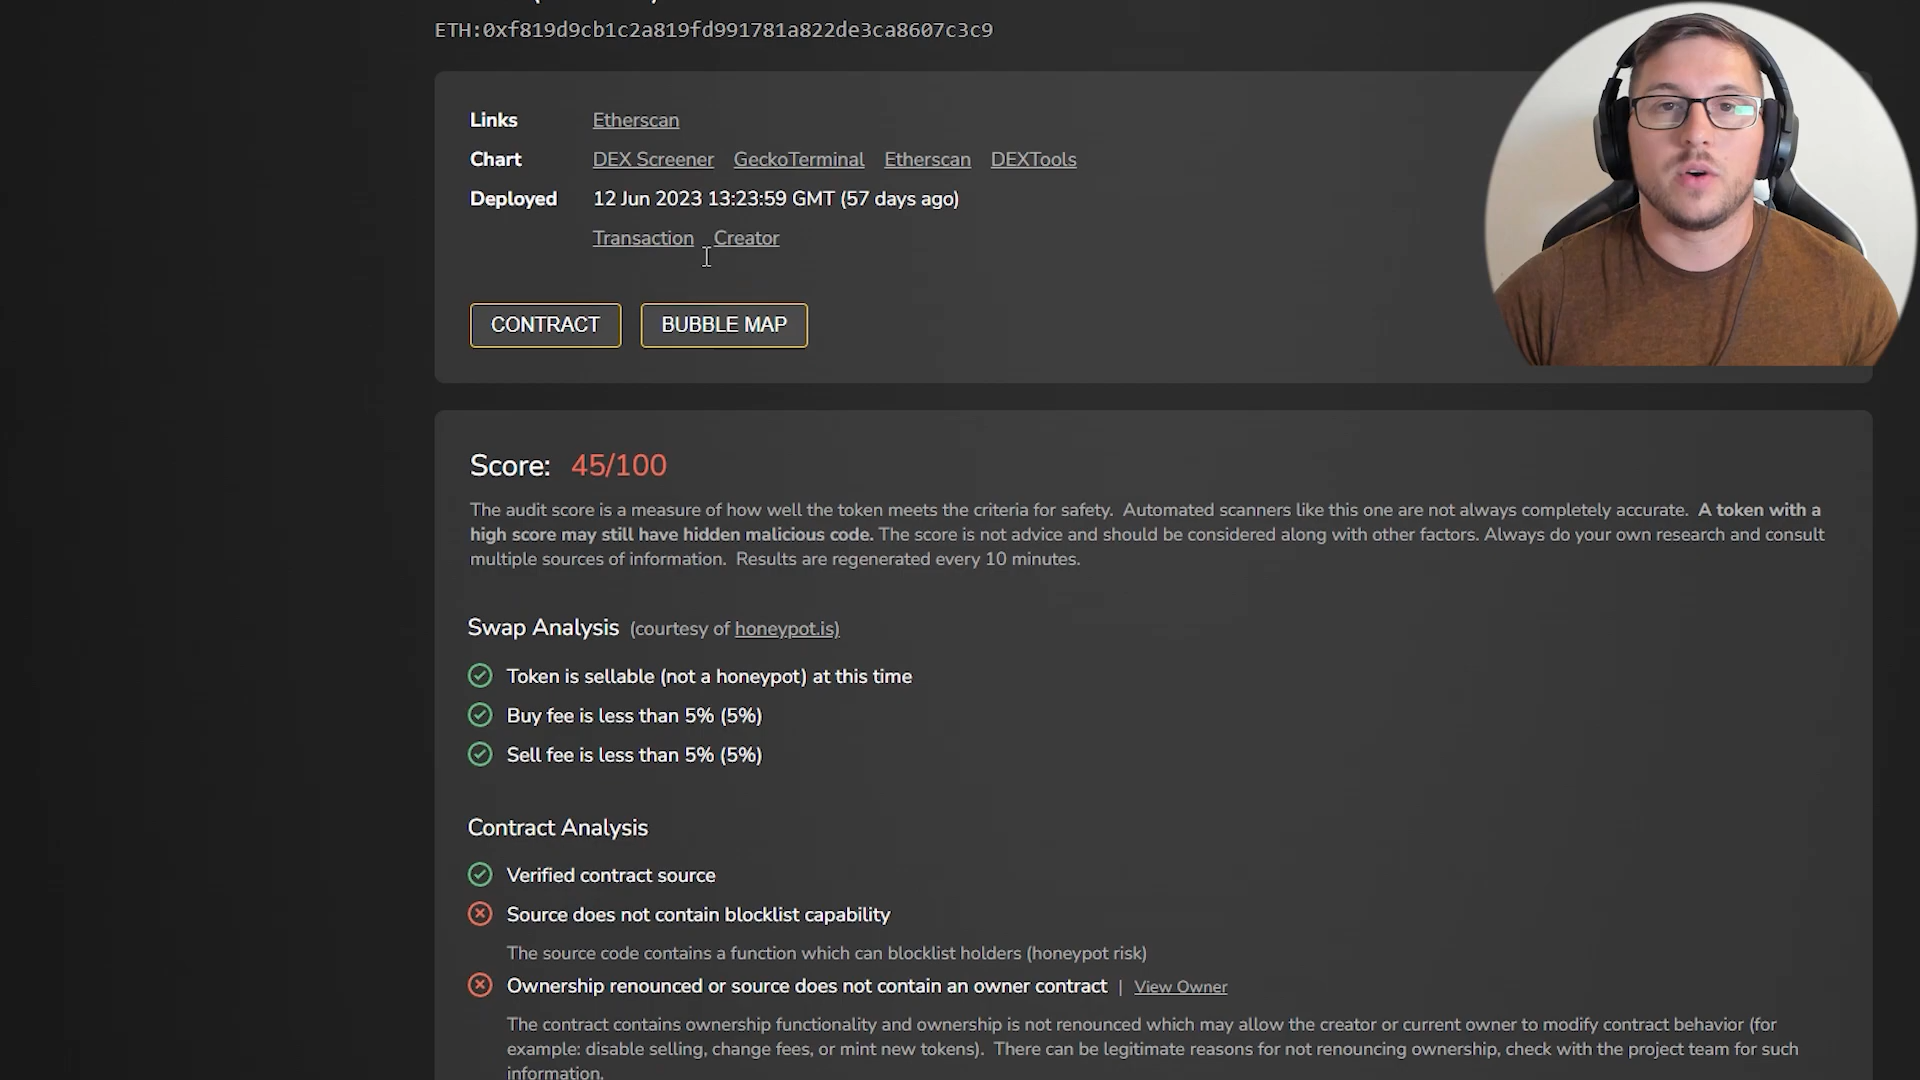 ETH:0xf819d9cb1c2a819fd991781a822de3ca8607c3c9
Links Etherscan
Chart DEX Screener GeckoTerminal Etherscan DEXTools
Deployed 12 Jun 2023 13:23:59 GMT (57 days ago)
Transaction Creator
CONTRACT BUBBLE MAP
Score: 45/100
The audit score is a measure of how well the token meets the criteria for safety. Automated scanners like this one are not always completely accurate. A token with a
high score may still have hidden malicious code. The score is not advice and should be considered along with other factors. Always do your own research and consult
multiple sources of information. Results are regenerated every 10 minutes.
Swap Analysis (courtesy of honeypot.is)
Token is sellable (not a honeypot) at this time
Buy fee is less than 5% (5%)
Sell fee is less than 5% (5%)
Contract Analysis
Verified contract source
Source does not contain blocklist capability
The source code contains a function which can blocklist holders (honeypot risk)
Ownership renounced or source does not contain an owner contract | View Owner
The contract contains ownership functionality and ownership is not renounced which may allow the creator or current owner to modify contract behavior (for
example: disable selling, change fees, or mint new tokens). There can be legitimate reasons for not renouncing ownership, check with the project team for such
information.